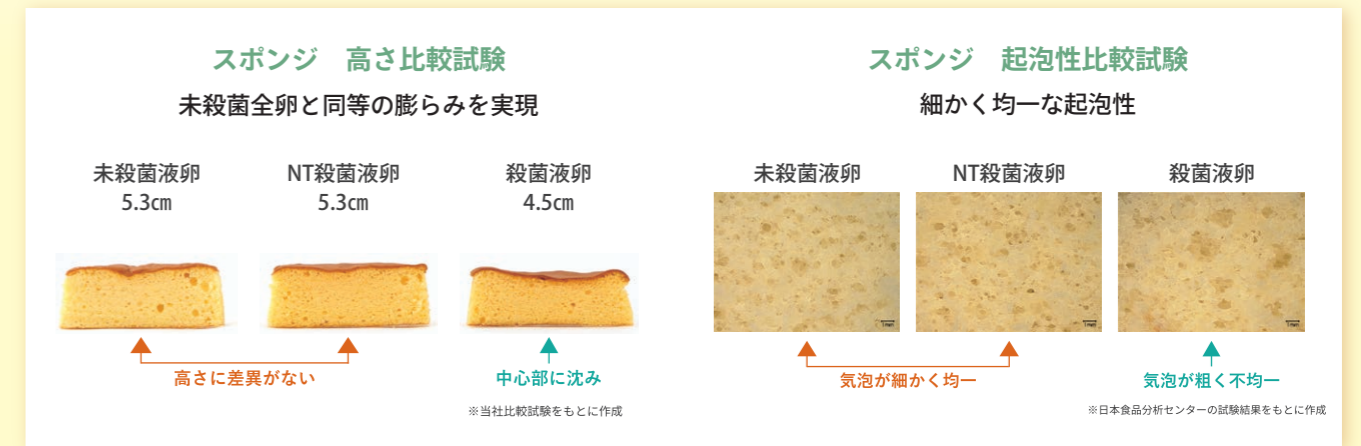 スポンジ　高さ比較試験
未殺菌全卵と同等の膨らみを実現
未殺菌液卵
5.3㎝
NT殺菌液卵
5.3㎝
殺菌液卵
4.5㎝
高さに差異がない
中心部に沈み
※当社比較試験をもとに作成
スポンジ　起泡性比較試験
細かく均一な起泡性
未殺菌液卵
NT殺菌液卵
殺菌液卵
1mm
1mm
1mm
気泡が細かく均一
気泡が粗く不均一
※日本食品分析センターの試験結果をもとに作成